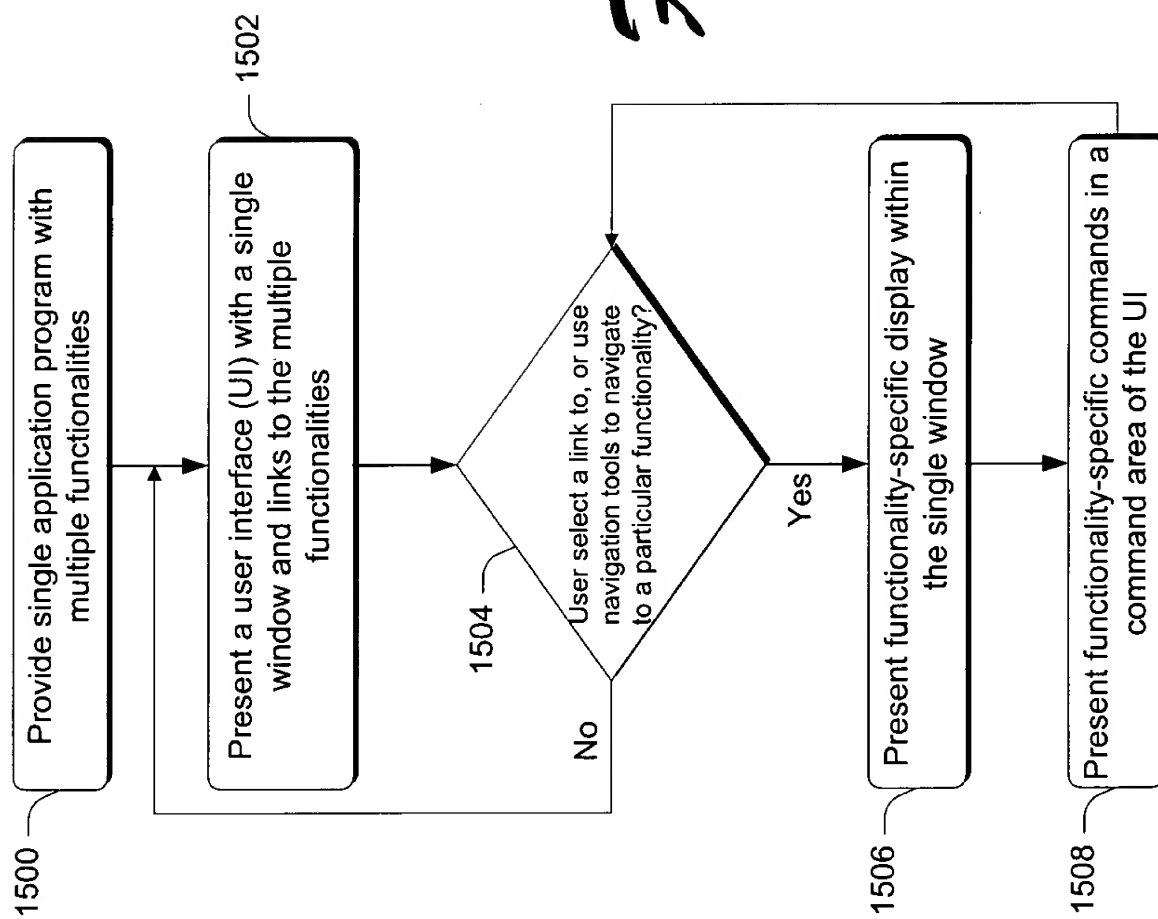 1500
Provide single application program with
multiple functionalities
1502
Present a user interface (UI) with a single
window and links to the multiple
functionalities
1504
User select a link to, or use
navigation tools to navigate
to a particular functionality?
No
Yes
1506
Present functionality-specific display within
the single window
1508
Present functionality-specific commands in a
command area of the UI